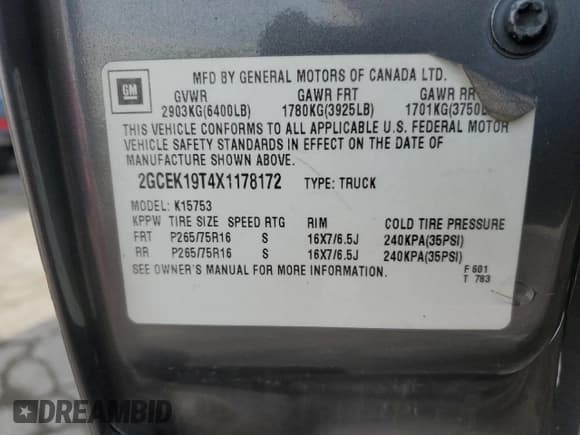 GM
MFD BY GENERAL MOTORS OF CANADA LTD.
GVWR GAWR FRT GAWR RR
2903KG(6400LB) 1780KG(3925LB) 1701KG(3750L
THIS VEHICLE CONFORMS TO ALL APPLICABLE U.S. FEDERAL MOTOR
VEHICLE SAFETY STANDARDS IN EFFECT ON THE DATE OF
MANUFACTURE SHOWN ABOVE.
2GCEK19T4X1178172 TYPE: TRUCK
MODEL: K15753
KPPW TIRE SIZE SPEED RTG RIM COLD TIRE PRESSURE
FRT P265/75R16 S 16X7/6.5J 240KPA(35PSI)
RR P265/75R16 S 16X7/6.5J 240KPA(35PSI)
SEE OWNER'S MANUAL FOR MORE INFORMATION. F 601
T 783
DREAMBID